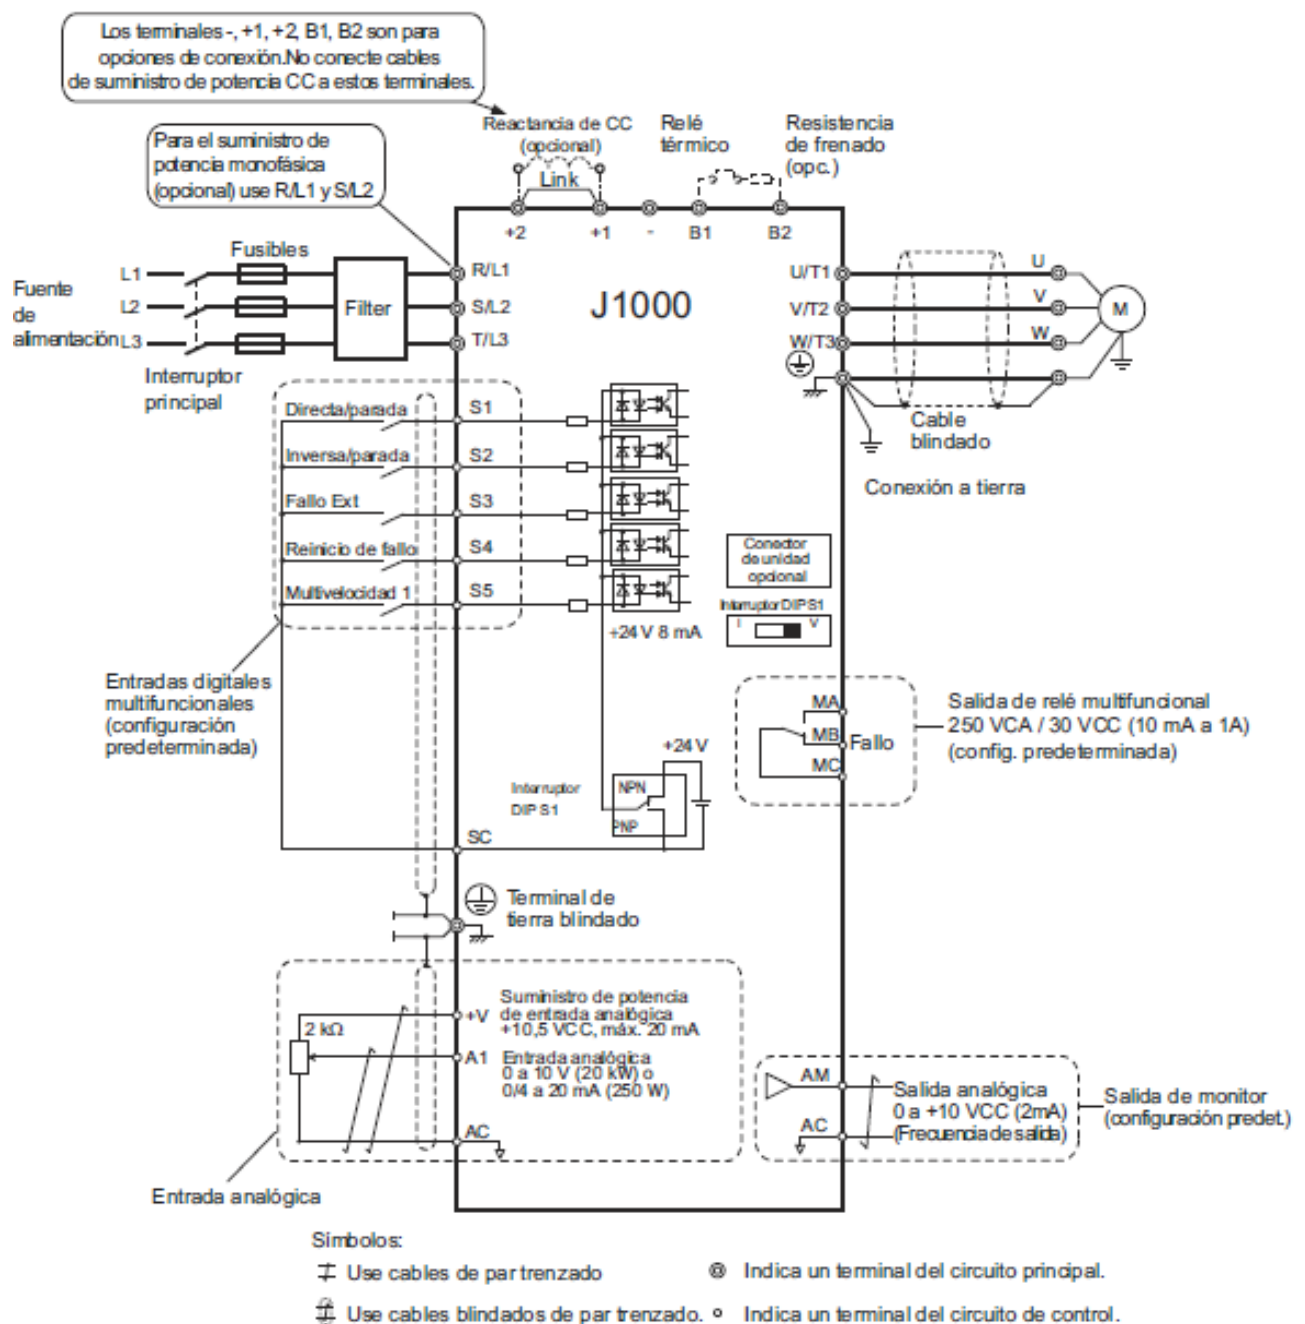 Los terminales -, +1, +2, B1, B2 son para
opciones de conexión.No conecte cables
de suministro de potencia CC a estos terminales.
Para el suministro de
potencia monofásica
(opcional) use R/L1 y S/L2
Reactancia de CC
(opcional)
Link
Relé
térmico
Resistencia
de frenado
(opc.)
+2
+1
-
B1
B2
Fuente
de
alimentación
L1
L2
L3
Fusibles
Interruptor
principal
Filter
R/L1
S/L2
T/L3
J1000
U/T1
V/T2
W/T3
U
V
W
M
Cable
blindado
Conexión a tierra
Directa/parada
S1
Inversa/parada
S2
Fallo Ext
S3
Reinicio de fallo
S4
Multivelocidad 1
S5
+24 V 8 mA
Conector
de unidad
opcional
Interruptor DIP S1
I
V
Entradas digitales
multifuncionales
(configuración
predeterminada)
MA
MB
MC
Fallo
Salida de relé multifuncional
250 VCA / 30 VCC (10 mA a 1A)
(config. predeterminada)
+24 V
Interruptor
DIP S1
NPN
PNP
SC
Terminal de
tierra blindado
2 kΩ
+V
Suministro de potencia
de entrada analógica
+10,5 VCC, máx. 20 mA
A1
Entrada analógica
0 a 10 V (20 kW) o
0/4 a 20 mA (250 W)
AC
Entrada analógica
AM
AC
Salida analógica
0 a +10 VCC (2mA)
(Frecuencia de salida)
Salida de monitor
(configuración predet.)
Símbolos:
Use cables de par trenzado
Indica un terminal del circuito principal.
Use cables blindados de par trenzado.
Indica un terminal del circuito de control.